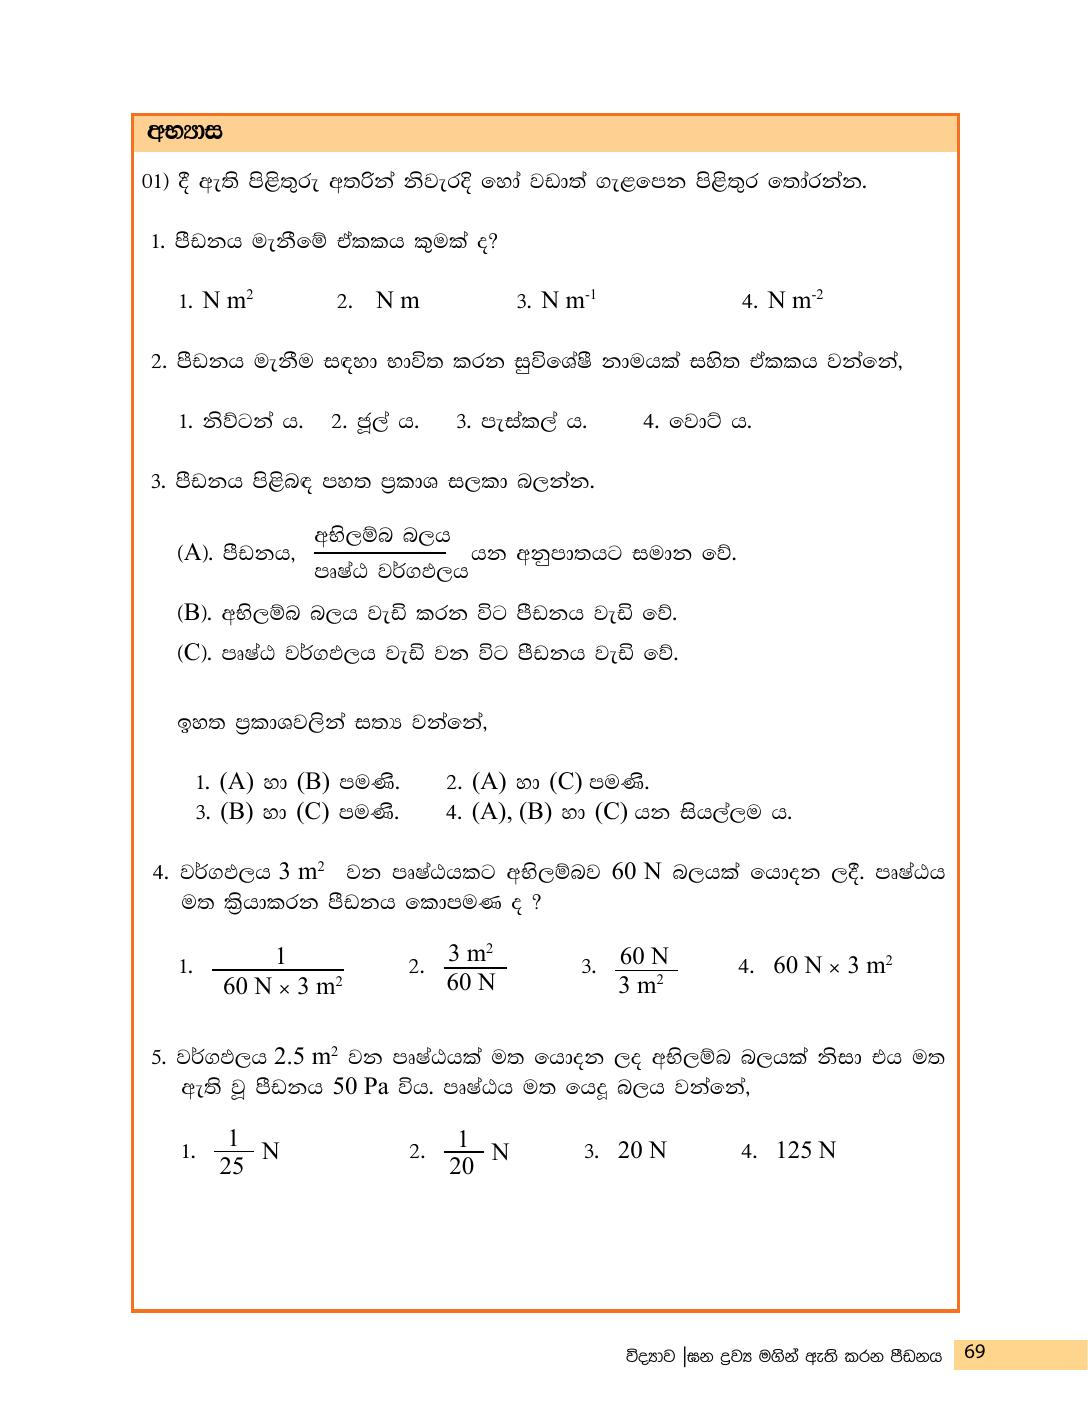 අභ්‍යාස
01) දී ඇති පිළිතුරු අතරින් නිවැරදි හෝ වඩාත් ගැළපෙන පිළිතුර තෝරන්න.
1. පීඩනය මැනීමේ ඒකකය කුමක් ද?
1. N m² 2. N m 3. N m⁻¹ 4. N m⁻²
2. පීඩනය මැනීම සඳහා භාවිත කරන සුවිශේෂී නාමයක් සහිත ඒකකය වන්නේ,
1. නිව්ටන් ය. 2. ජූල් ය. 3. පැස්කල් ය. 4. වොට් ය.
3. පීඩනය පිළිබඳ පහත ප්‍රකාශ සලකා බලන්න.
(A). පීඩනය, අභිලම්බ බලය / පෘෂ්ඨ වර්ගඵලය යන අනුපාතයට සමාන වේ.
(B). අභිලම්බ බලය වැඩි කරන විට පීඩනය වැඩි වේ.
(C). පෘෂ්ඨ වර්ගඵලය වැඩි වන විට පීඩනය වැඩි වේ.
ඉහත ප්‍රකාශවලින් සත්‍ය වන්නේ,
1. (A) හා (B) පමණි. 2. (A) හා (C) පමණි.
3. (B) හා (C) පමණි. 4. (A), (B) හා (C) යන සියල්ලම ය.
4. වර්ගඵලය 3 m² වන පෘෂ්ඨයකට අභිලම්බව 60 N බලයක් යොදන ලදී. පෘෂ්ඨය
මත ක්‍රියාකරන පීඩනය කොපමණ ද ?
1. 1 / 60 N × 3 m² 2. 3 m² / 60 N 3. 60 N / 3 m² 4. 60 N × 3 m²
5. වර්ගඵලය 2.5 m² වන පෘෂ්ඨයක් මත යොදන ලද අභිලම්බ බලයක් නිසා එය මත
ඇති වූ පීඩනය 50 Pa විය. පෘෂ්ඨය මත යෙදූ බලය වන්නේ,
1. 1 / 25 N 2. 1 / 20 N 3. 20 N 4. 125 N
විද්‍යාව |ඝන ද්‍රව්‍ය මගින් ඇති කරන පීඩනය 69